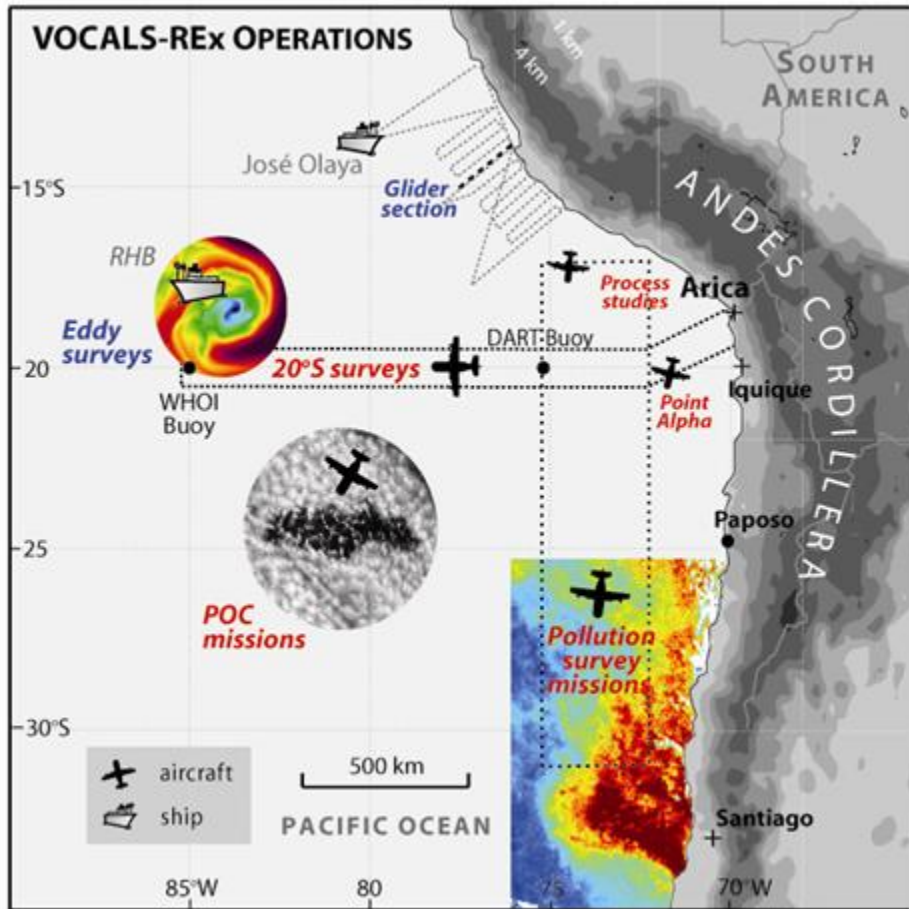 VOCALS-REx OPERATIONS
1 km
4 km
SOUTH
AMERICA
José Olaya
15°S
Glider
section
ANDES CORDILLERA
RHB
Process
studies
Arica
Eddy
surveys
DART Buoy
20°S surveys
20
WHOI
Buoy
Point
Alpha
Iquique
Paposo
25
POC
missions
Pollution
survey
missions
30°S
aircraft
ship
500 km
PACIFIC OCEAN
Santiago
85°W
80
75
70°W